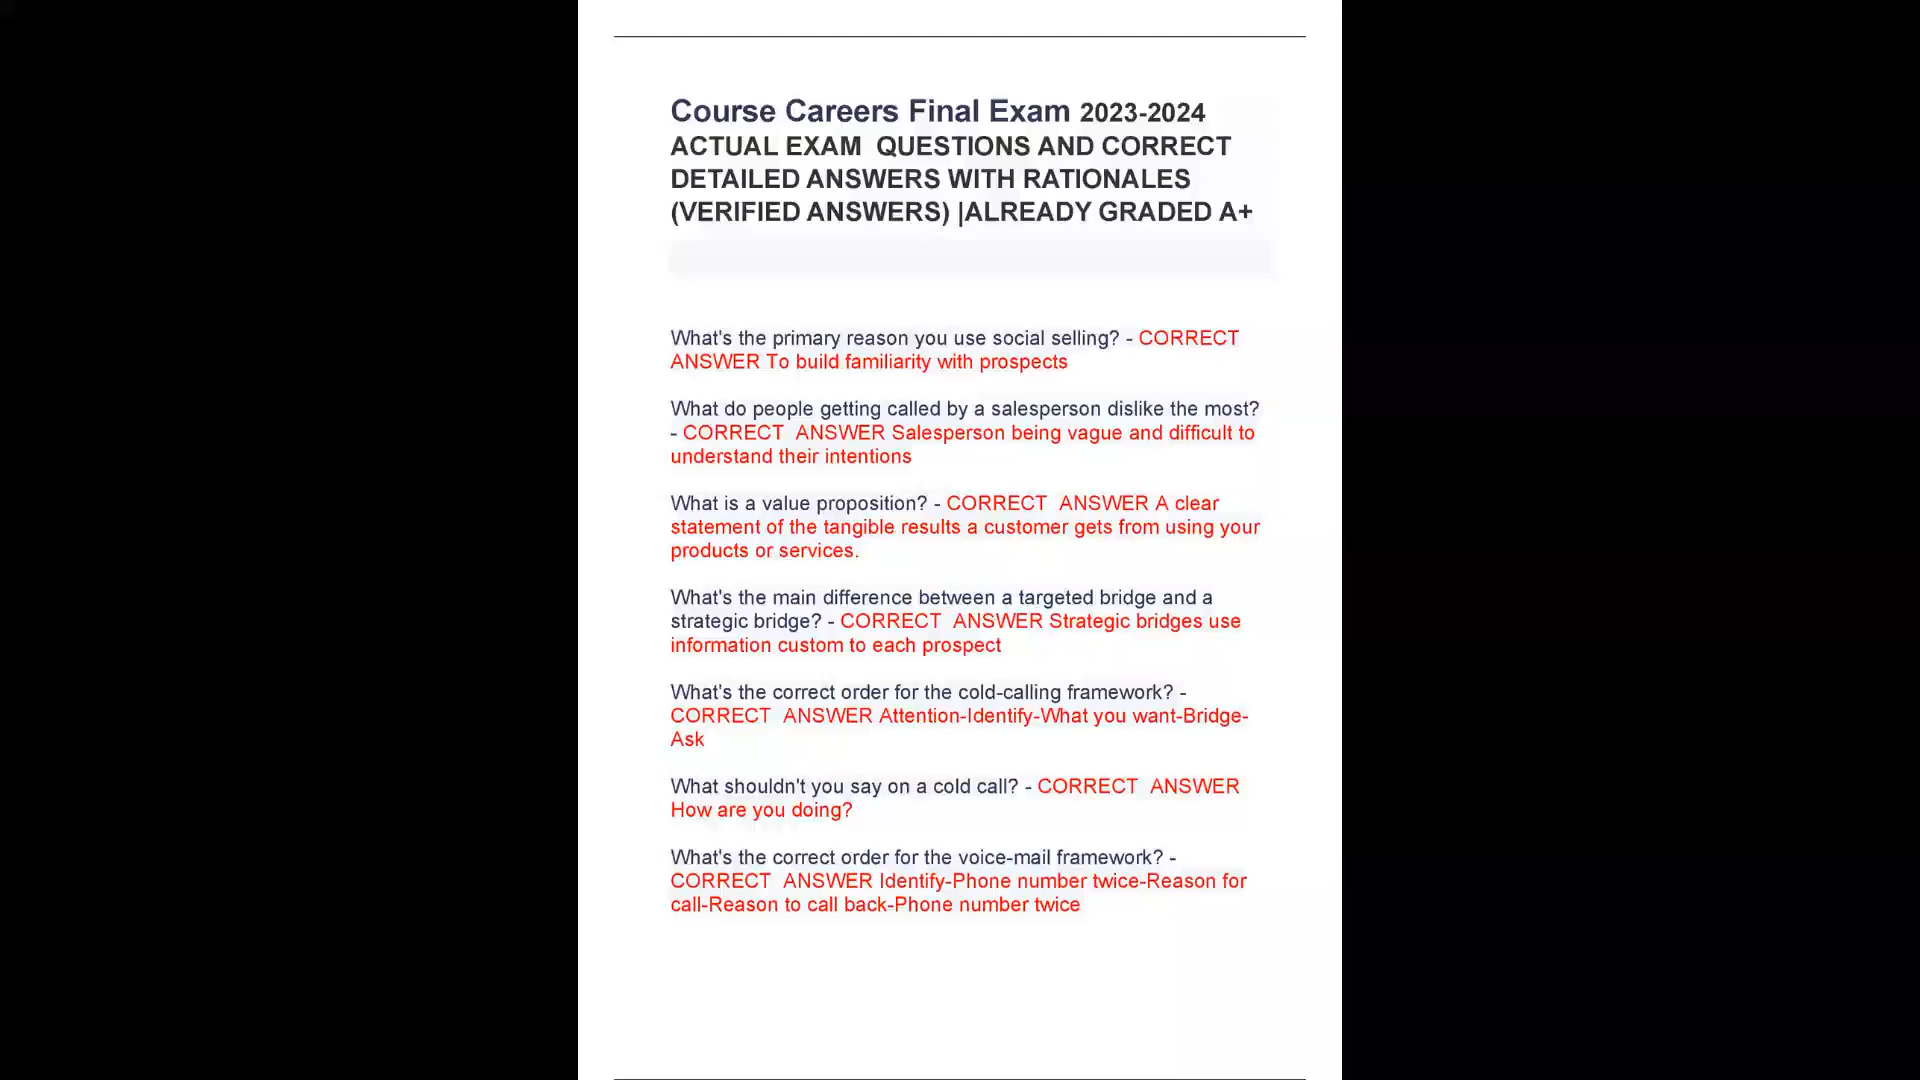 Course Careers Final Exam 2023-2024
ACTUAL EXAM  QUESTIONS AND CORRECT
DETAILED ANSWERS WITH RATIONALES
(VERIFIED ANSWERS) |ALREADY GRADED A+
What's the primary reason you use social selling? - CORRECT
ANSWER To build familiarity with prospects
What do people getting called by a salesperson dislike the most?
- CORRECT  ANSWER Salesperson being vague and difficult to
understand their intentions
What is a value proposition? - CORRECT  ANSWER A clear
statement of the tangible results a customer gets from using your
products or services.
What's the main difference between a targeted bridge and a
strategic bridge? - CORRECT  ANSWER Strategic bridges use
information custom to each prospect
What's the correct order for the cold-calling framework? -
CORRECT  ANSWER Attention-Identify-What you want-Bridge-
Ask
What shouldn't you say on a cold call? - CORRECT  ANSWER
How are you doing?
What's the correct order for the voice-mail framework? -
CORRECT  ANSWER Identify-Phone number twice-Reason for
call-Reason to call back-Phone number twice